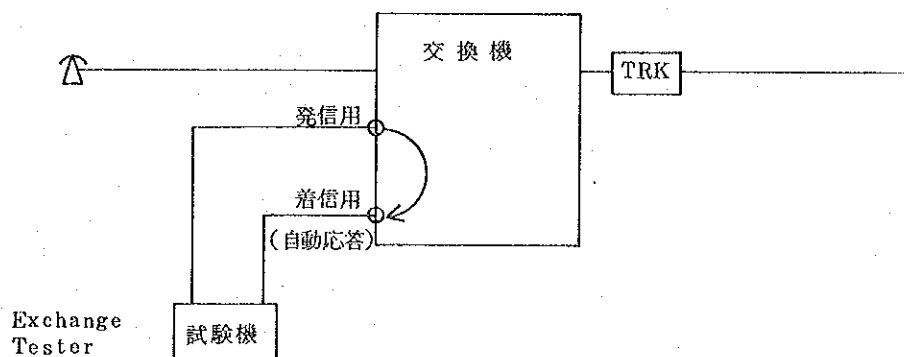 交換機
TRK
発信用
着信用
(自動応答)
Exchange
Tester
試験機